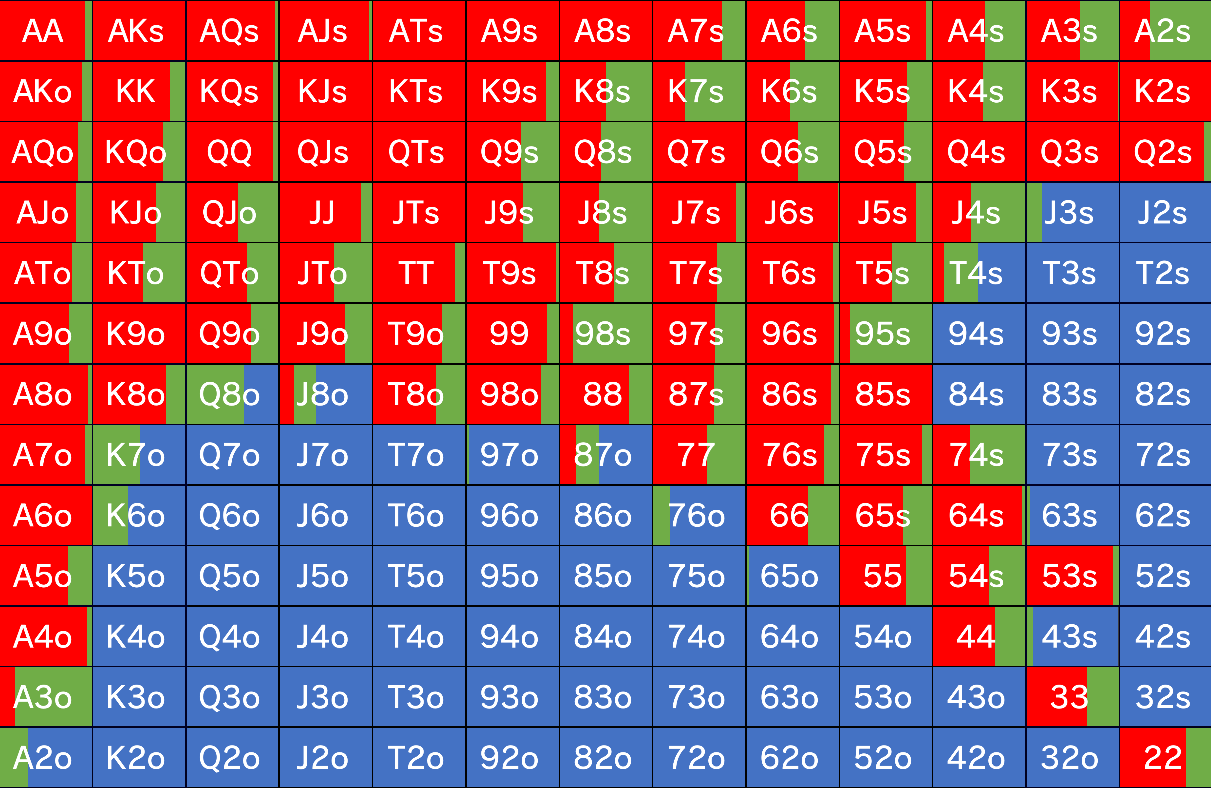 AA AKs AQs AJs ATs A9s A8s A7s A6s A5s A4s A3s A2s
AKo KK KQs KJs KTs K9s K8s K7s K6s K5s K4s K3s K2s
AQo KQo QQ QJs QTs Q9s Q8s Q7s Q6s Q5s Q4s Q3s Q2s
AJo KJo QJo JJ JTs J9s J8s J7s J6s J5s J4s J3s J2s
ATo KTo QTo JTo TT T9s T8s T7s T6s T5s T4s T3s T2s
A9o K9o Q9o J9o T9o 99 98s 97s 96s 95s 94s 93s 92s
A8o K8o Q8o J8o T8o 98o 88 87s 86s 85s 84s 83s 82s
A7o K7o Q7o J7o T7o 97o 87o 77 76s 75s 74s 73s 72s
A6o K6o Q6o J6o T6o 96o 86o 76o 66 65s 64s 63s 62s
A5o K5o Q5o J5o T5o 95o 85o 75o 65o 55 54s 53s 52s
A4o K4o Q4o J4o T4o 94o 84o 74o 64o 54o 44 43s 42s
A3o K3o Q3o J3o T3o 93o 83o 73o 63o 53o 43o 33 32s
A2o K2o Q2o J2o T2o 92o 82o 72o 62o 52o 42o 32o 22